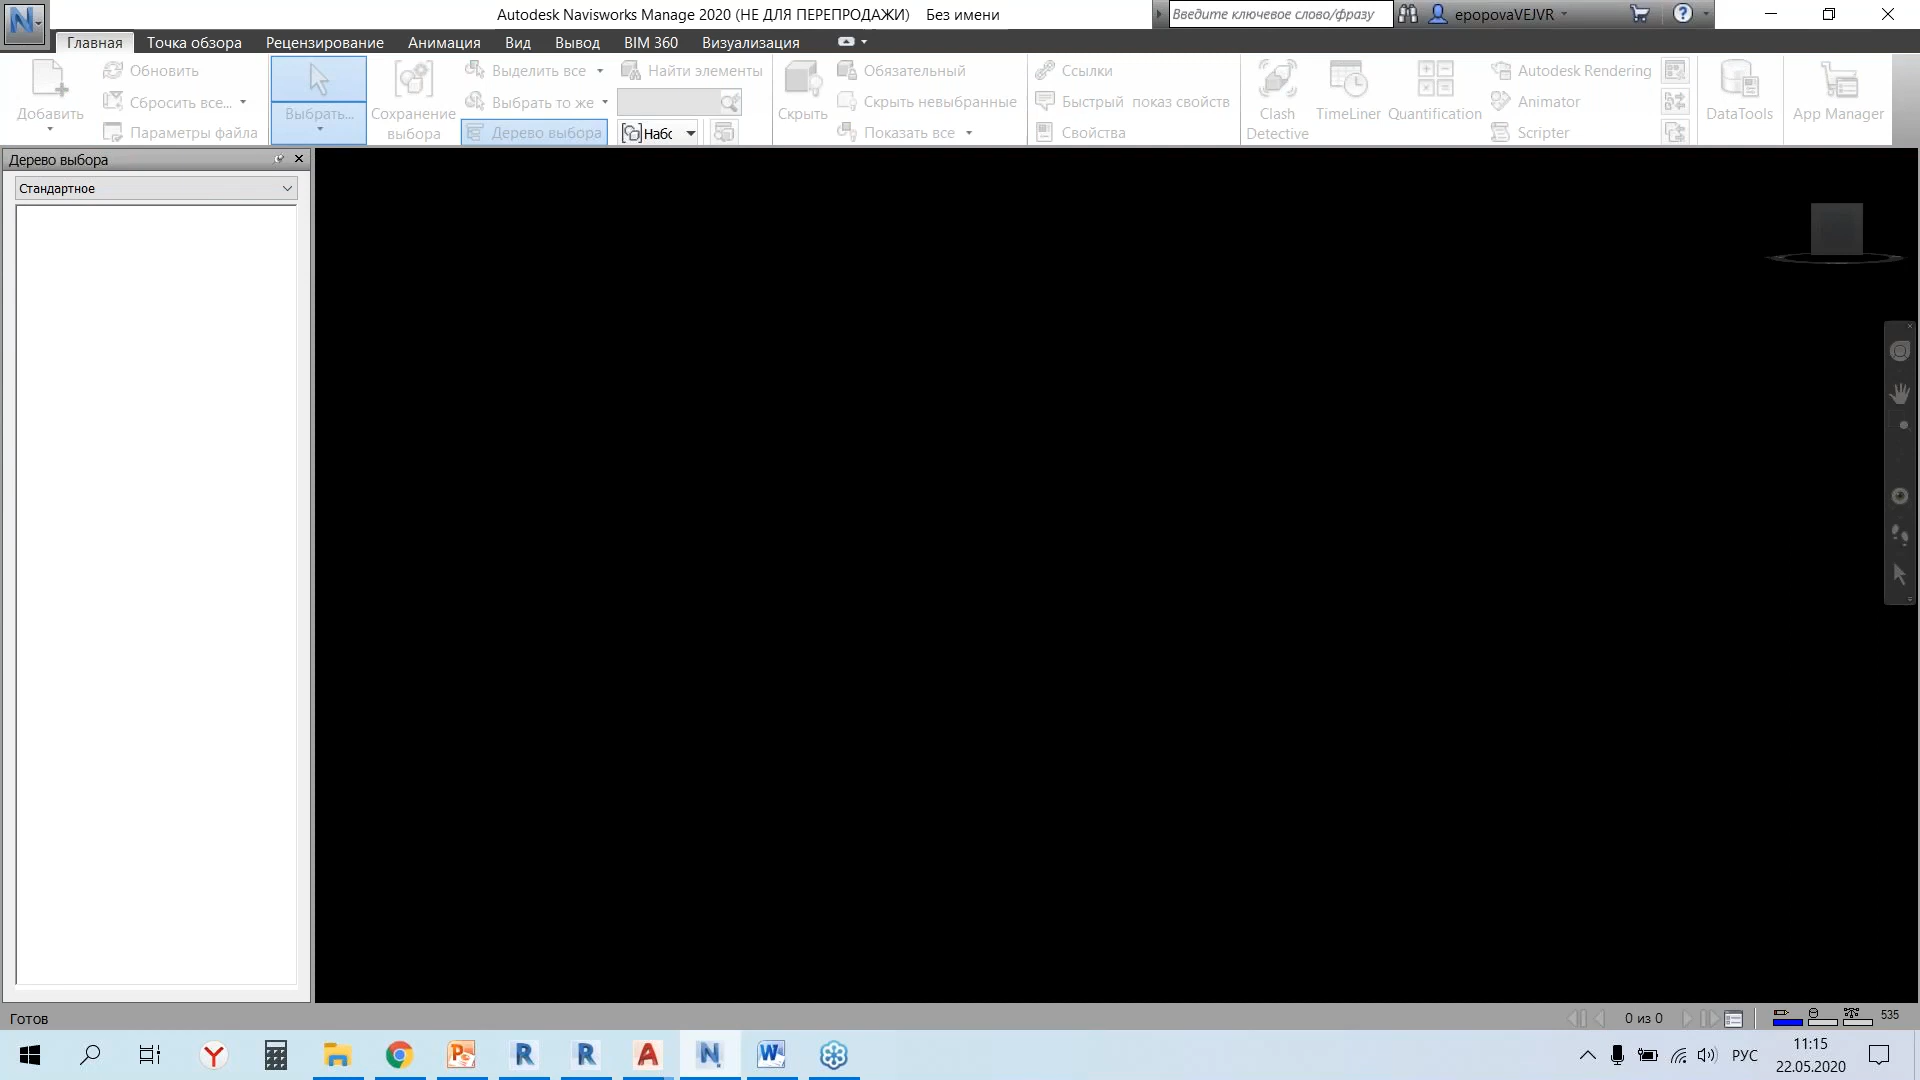 Autodesk Navisworks Manage 2020 (НЕ ДЛЯ ПЕРЕПРОДАЖИ) Без имени
Введите ключевое слово/фразу
epopovaVEJVR
Главная Точка обзора Рецензирование Анимация Вид Вывод BIM 360 Визуализация
Добавить
Обновить
Сбросить все...
Параметры файла
Выбрать...
Сохранение
выбора
Выделить все
Выбрать то же
Дерево выбора
Найти элементы
Набо
Скрыть
Обязательный
Скрыть невыбранные
Показать все
Ссылки
Быстрый показ свойств
Свойства
Clash
Detective
TimeLiner
Quantification
Autodesk Rendering
Animator
Scripter
DataTools
App Manager
Дерево выбора
Стандартное
Готов
0 из 0
535
РУС
11:15
22.05.2020